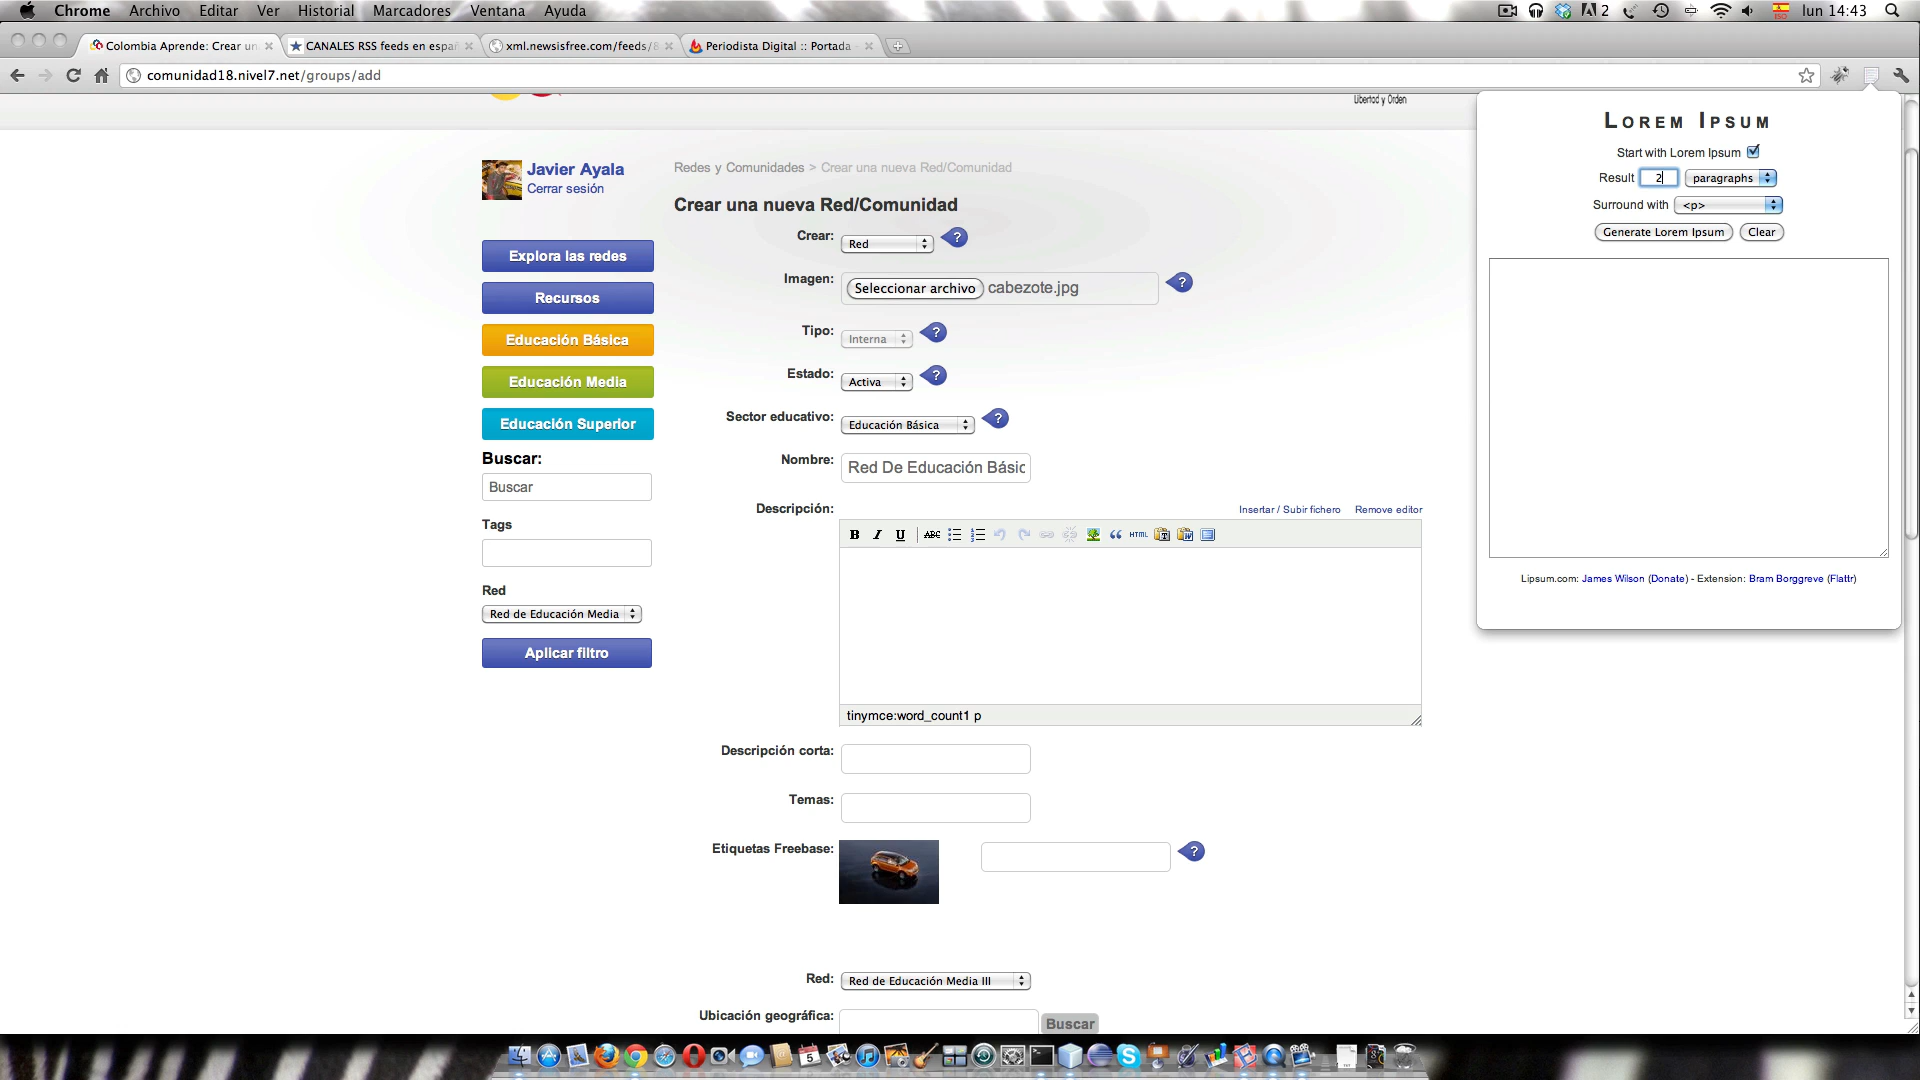 Chrome Archivo Editar Ver Historial Marcadores Ventana Ayuda
2 lun 14:43
Colombia Aprende: Crear un
CANALES RSS feeds en espa
xml.newsisfree.com/feeds/8
Periodista Digital :: Portada
comunidad18.nivel7.net/groups/add
Libertad y Orden
Javier Ayala
Cerrar sesión
Explora las redes
Recursos
Educación Básica
Educación Media
Educación Superior
Buscar:
Buscar
Tags
Red
Red de Educación Media
Aplicar filtro
Redes y Comunidades > Crear una nueva Red/Comunidad
Crear una nueva Red/Comunidad
Crear: Red ?
Imagen: Seleccionar archivo cabezote.jpg ?
Tipo: Interna ?
Estado: Activa ?
Sector educativo: Educación Básica ?
Nombre: Red De Educación Básic
Descripción: Insertar / Subir fichero Remove editor
B I U ABC HTML
tinymce:word_count1 p
Descripción corta:
Temas:
Etiquetas Freebase: ?
Red: Red de Educación Media III
Ubicación geográfica: Buscar
Lorem Ipsum
Start with Lorem Ipsum
Result 2 paragraphs
Surround with <p>
Generate Lorem Ipsum Clear
Lipsum.com: James Wilson (Donate) - Extension: Bram Borggreve (Flattr)